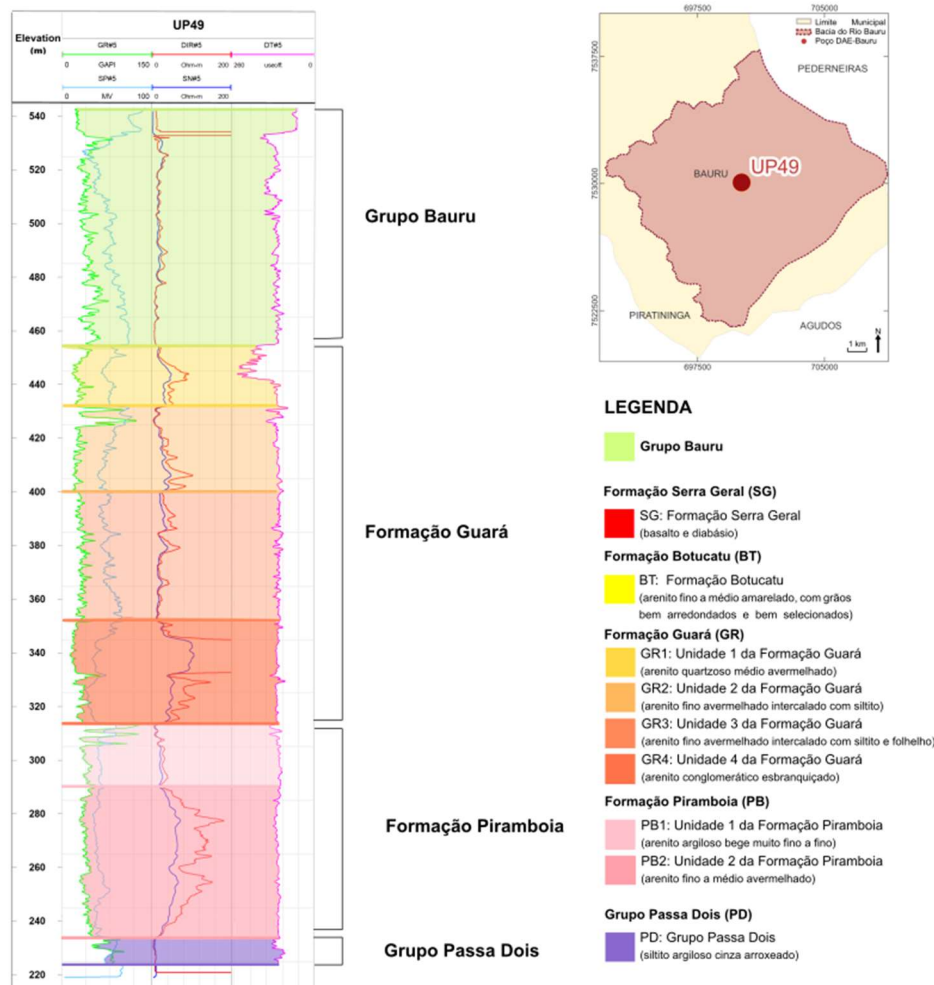 UP49
Elevation
(m)
GR#5
DIR#5
DT#5
0 GAPI 150
0 Ohm-m 200
280 usec/ft 0
SP#5
SN#5
0 MV 100
0 Ohm-m 200
540
520
500
480
460
440
420
400
380
360
340
320
300
280
260
240
220
Grupo Bauru
Formação Guará
Formação Piramboia
Grupo Passa Dois
697500
705000
Limite Municipal
Bacia do Rio Bauru
Poço DAE-Bauru
7537500
7530000
7522500
PEDERNEIRAS
BAURU
UP49
PIRATININGA
AGUDOS
N
1 km
697500
705000
LEGENDA
Grupo Bauru
Formação Serra Geral (SG)
SG: Formação Serra Geral
(basalto e diabásio)
Formação Botucatu (BT)
BT: Formação Botucatu
(arenito fino a médio amarelado, com grãos
bem arredondados e bem selecionados)
Formação Guará (GR)
GR1: Unidade 1 da Formação Guará
(arenito quartzoso médio avermelhado)
GR2: Unidade 2 da Formação Guará
(arenito fino avermelhado intercalado com siltito)
GR3: Unidade 3 da Formação Guará
(arenito fino avermelhado intercalado com siltito e folhelho)
GR4: Unidade 4 da Formação Guará
(arenito conglomerático esbranquiçado)
Formação Piramboia (PB)
PB1: Unidade 1 da Formação Piramboia
(arenito argiloso bege muito fino a fino)
PB2: Unidade 2 da Formação Piramboia
(arenito fino a médio avermelhado)
Grupo Passa Dois (PD)
PD: Grupo Passa Dois
(siltito argiloso cinza arroxeado)